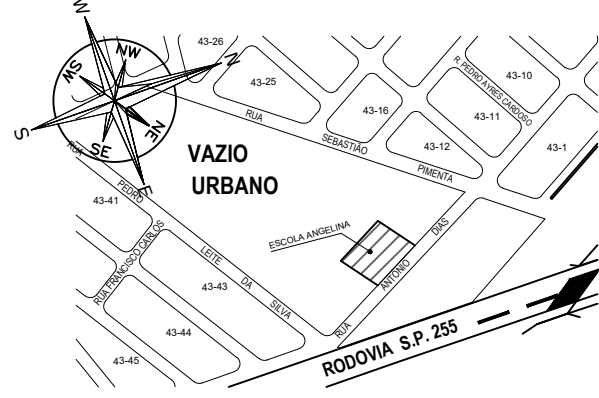 W
NW
N
SW
S
NE
SE
E
43-26
43-25
43-16
43-12
43-10
43-11
43-1
R. PEDRO AYRES CARDOSO
RUA SEBASTIÃO PIMENTA
VAZIO
URBANO
RUA PEDRO LEITE DA SILVA
43-41
RUA FRANCISCO CARLOS
ESCOLA ANGELINA
RUA ANTONIO DIAS
43-43
43-44
43-45
RODOVIA S.P. 255